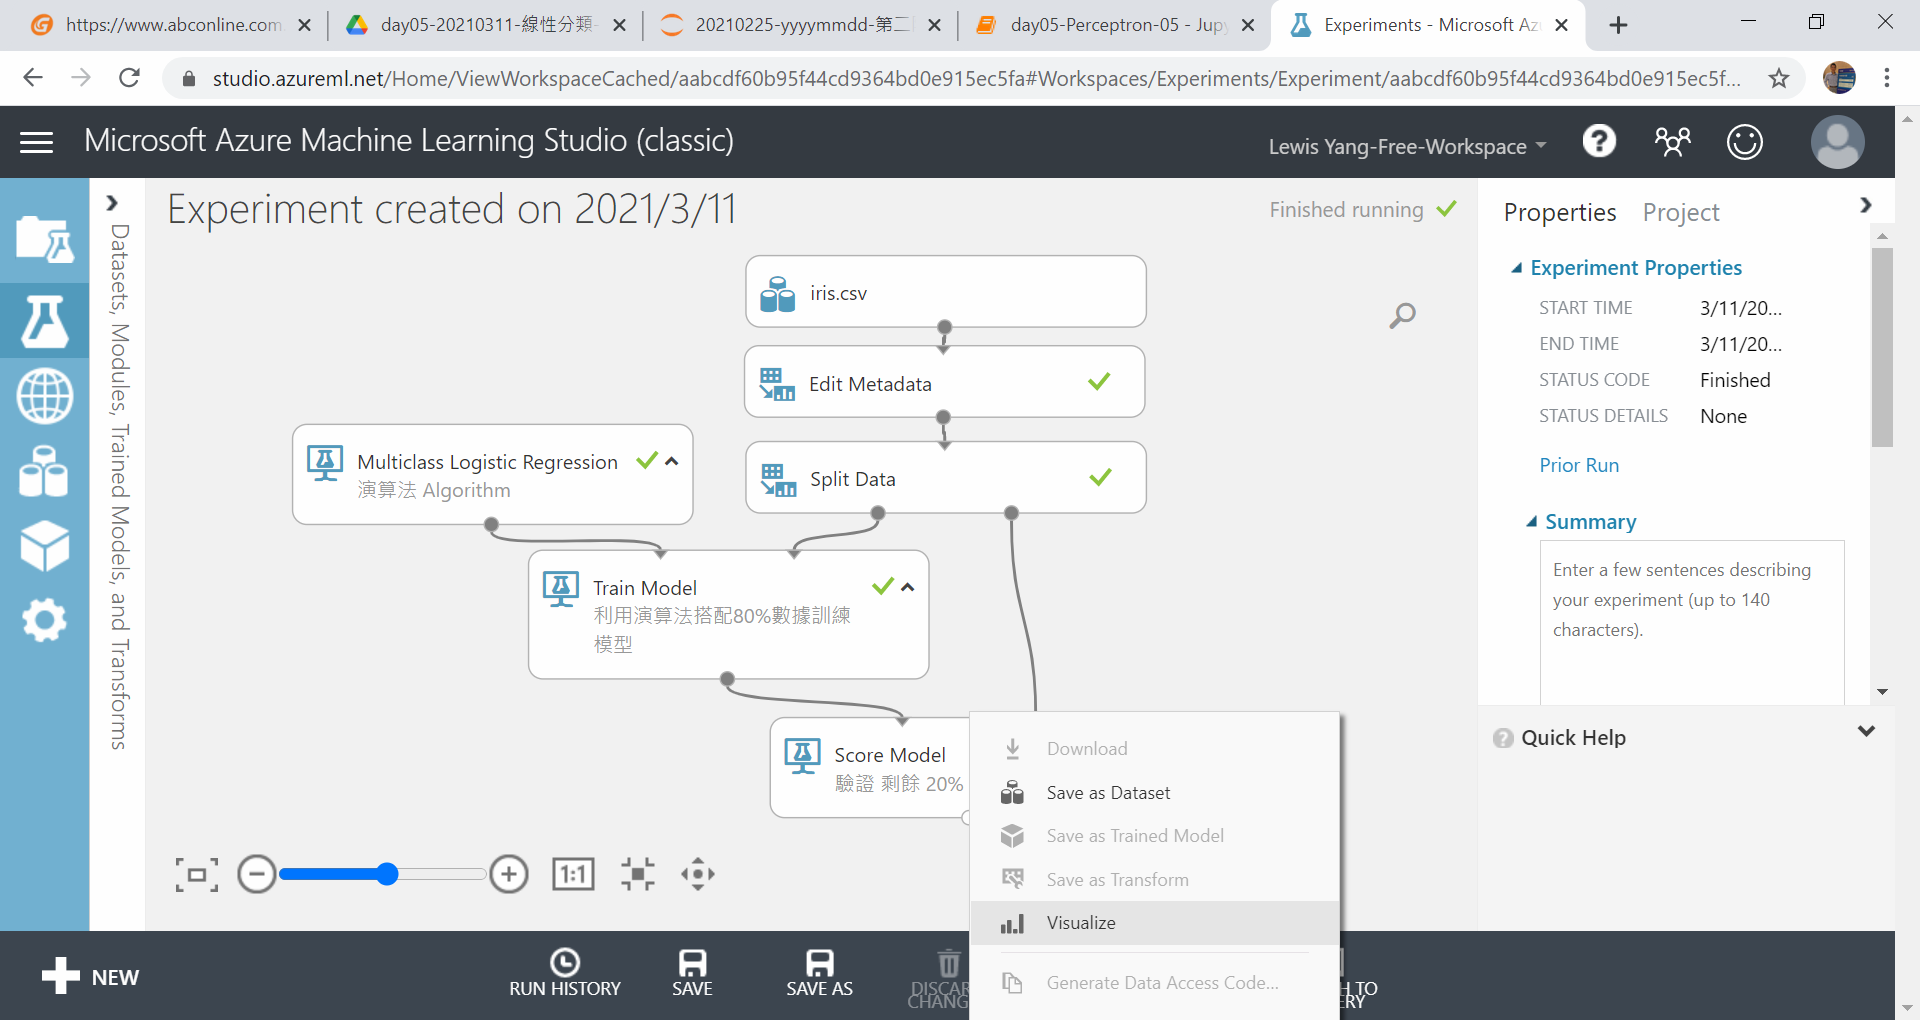 https://www.abconline.com
day05-20210311-線性分類-
20210225-yyyymmdd-第二
day05-Perceptron-05 - Jupy
Experiments - Microsoft Az
studio.azureml.net/Home/ViewWorkspaceCached/aabcdf60b95f44cd9364bd0e915ec5fa#Workspaces/Experiments/Experiment/aabcdf60b95f44cd9364bd0e915ec5f...
Microsoft Azure Machine Learning Studio (classic)
Lewis Yang-Free-Workspace
Datasets, Modules, Trained Models, and Transforms
Experiment created on 2021/3/11
Finished running
iris.csv
Edit Metadata
Multiclass Logistic Regression
演算法 Algorithm
Split Data
Train Model
利用演算法搭配80%數據訓練
模型
Score Model
驗證 剩餘 20%
Download
Save as Dataset
Save as Trained Model
Save as Transform
Visualize
Generate Data Access Code...
1:1
Properties
Project
Experiment Properties
START TIME 3/11/20...
END TIME 3/11/20...
STATUS CODE Finished
STATUS DETAILS None
Prior Run
Summary
Enter a few sentences describing
your experiment (up to 140
characters).
Quick Help
NEW
RUN HISTORY
SAVE
SAVE AS
DISCAR
CHANG
H TO
ERY